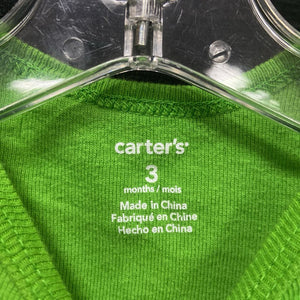 carter's
3
months / mois
Made in China
Fabriqué en Chine
Hecho en China